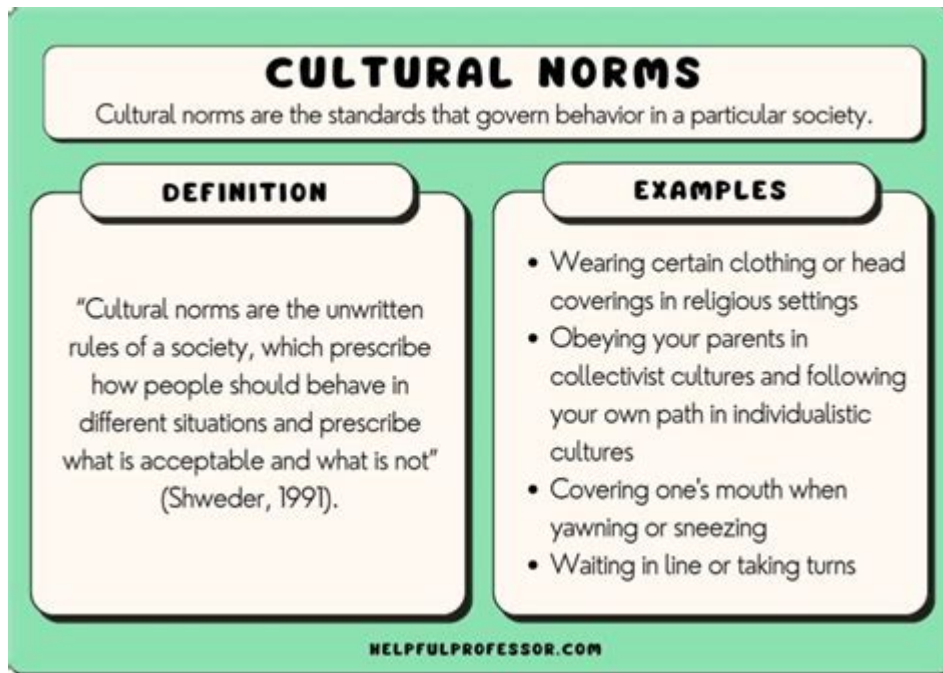 CULTURAL NORMS
Cultural norms are the standards that govern behavior in a particular society.
DEFINITION
"Cultural norms are the unwritten
rules of a society, which prescribe
how people should behave in
different situations and prescribe
what is acceptable and what is not"
(Shweder, 1991).
EXAMPLES
• Wearing certain clothing or head
coverings in religious settings
• Obeying your parents in
collectivist cultures and following
your own path in individualistic
cultures
• Covering one's mouth when
yawning or sneezing
• Waiting in line or taking turns
HELPFULPROFESSOR.COM